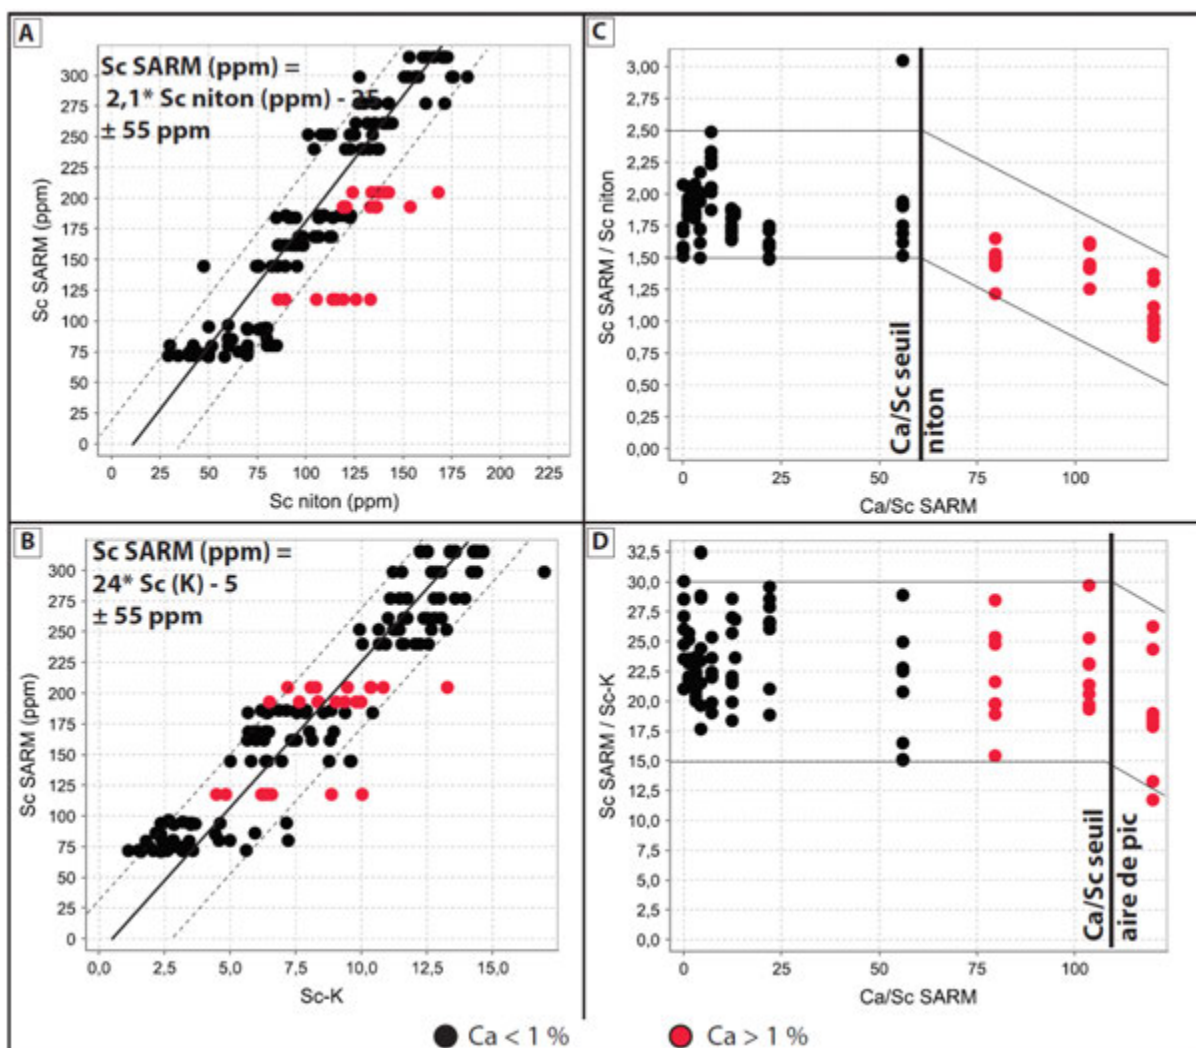 A
Sc SARM (ppm) =
2,1* Sc niton (ppm) - 25
± 55 ppm
300
275
250
225
200
175
150
125
100
75
50
25
0
Sc SARM (ppm)
0 25 50 75 100 125 150 175 200 225
Sc niton (ppm)
C
3,00
2,75
2,50
2,25
2,00
1,75
1,50
1,25
1,00
0,75
0,50
0,25
0,00
Sc SARM / Sc niton
Ca/Sc seuil
niton
0 25 50 75 100
Ca/Sc SARM
B
Sc SARM (ppm) =
24* Sc (K) - 5
± 55 ppm
300
275
250
225
200
175
150
125
100
75
50
25
0
Sc SARM (ppm)
0,0 2,5 5,0 7,5 10,0 12,5 15,0
Sc-K
D
32,5
30,0
27,5
25,0
22,5
20,0
17,5
15,0
12,5
10,0
7,5
5,0
2,5
0,0
Sc SARM / Sc-K
Ca/Sc seuil
aire de pic
0 25 50 75 100
Ca/Sc SARM
Ca < 1 %
Ca > 1 %